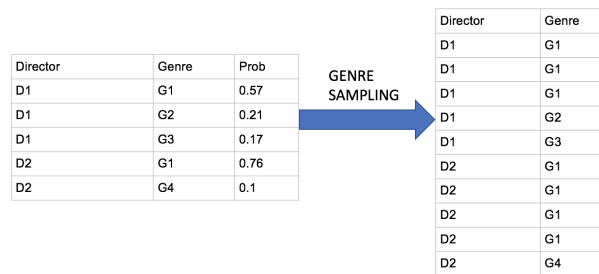 Director Genre Prob
D1 G1 0.57
D1 G2 0.21
D1 G3 0.17
D2 G1 0.76
D2 G4 0.1
GENRE
SAMPLING
Director Genre
D1 G1
D1 G1
D1 G1
D1 G2
D1 G3
D2 G1
D2 G1
D2 G1
D2 G1
D2 G4